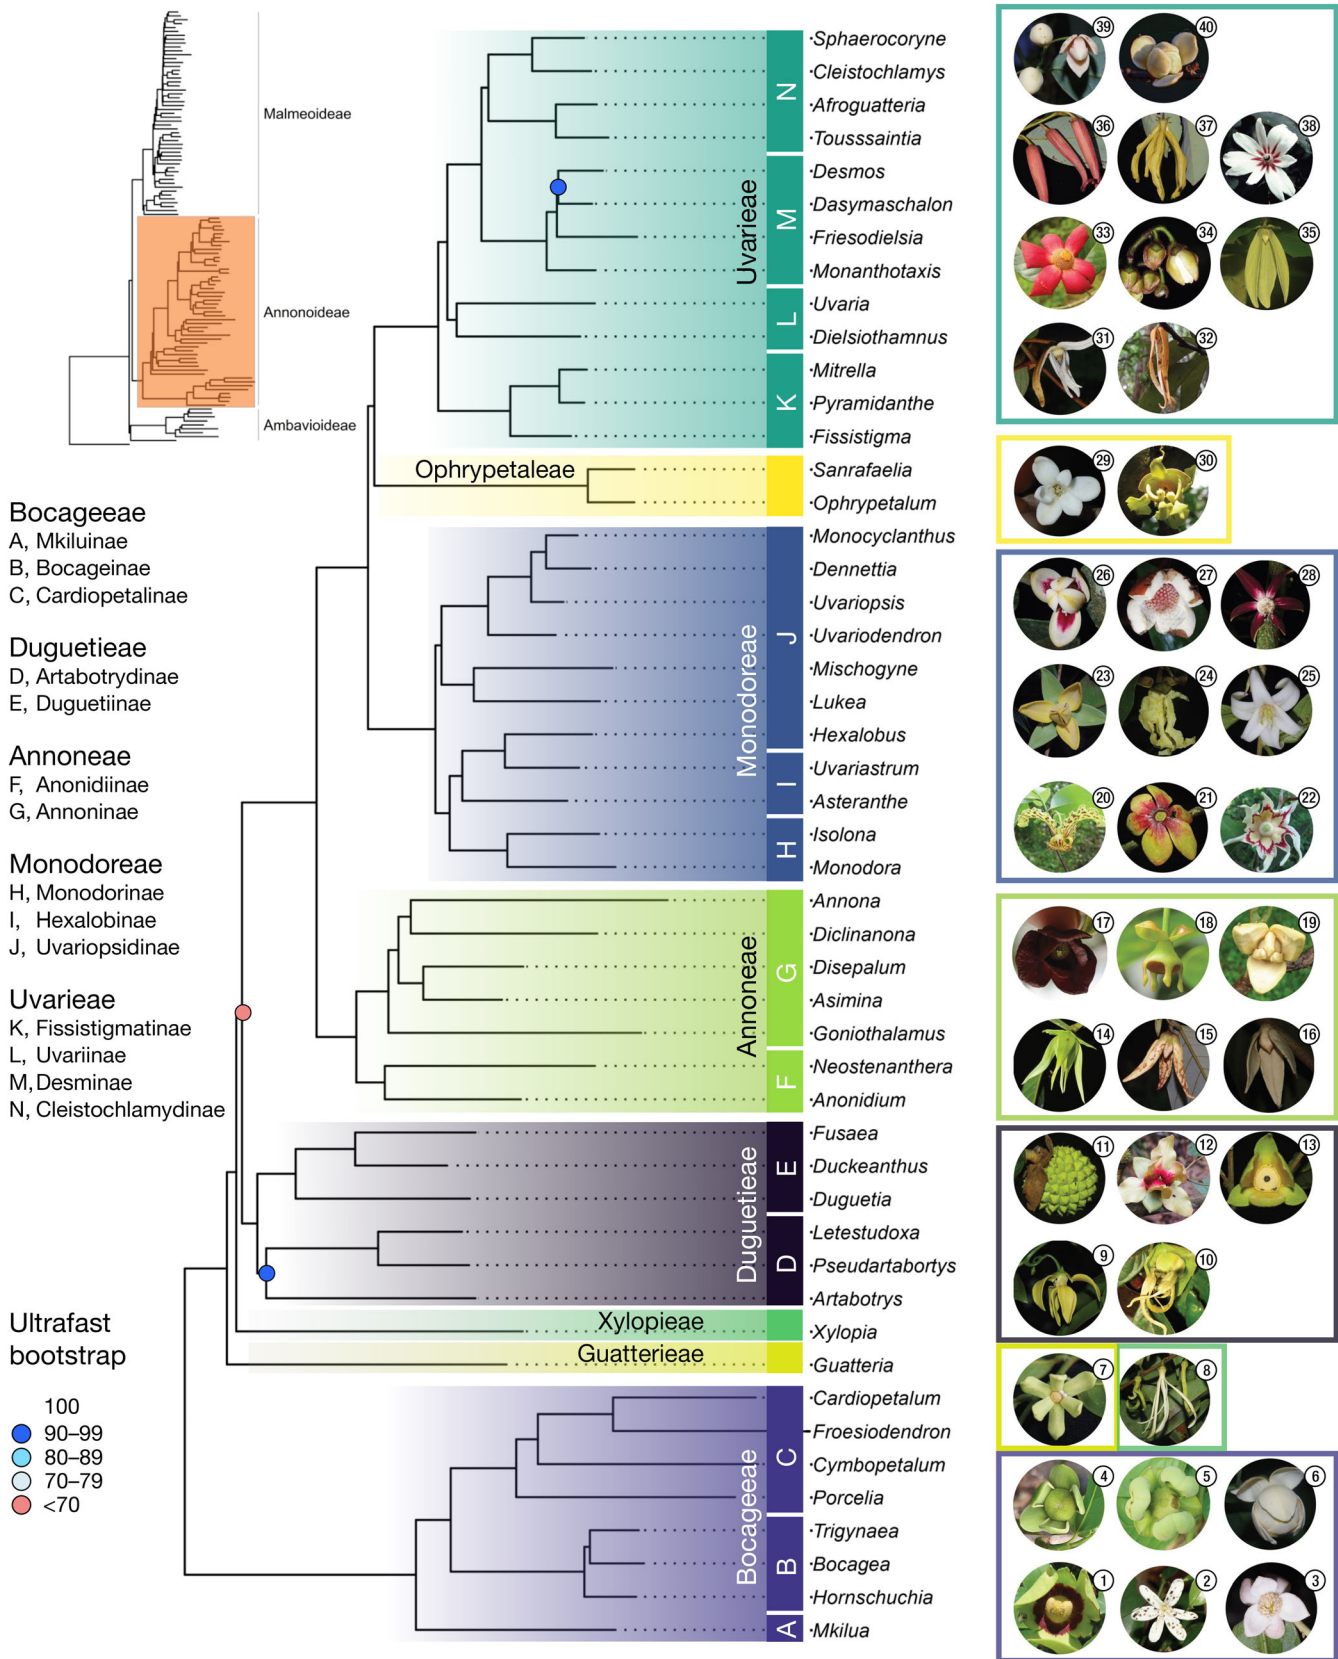 Malmeoideae
Annonoideae
Ambavioideae
Bocageeae
A, Mkiluinae
B, Bocageinae
C, Cardiopetalinae
Duguetieae
D, Artabotrydinae
E, Duguetiinae
Annoneae
F, Anonidiinae
G, Annoninae
Monodoreae
H, Monodorinae
I, Hexalobinae
J, Uvariopsidinae
Uvarieae
K, Fissistigmatinae
L, Uvariinae
M, Desminae
N, Cleistochlamydinae
Ultrafast
bootstrap
100
90–99
80–89
70–79
<70
Uvarieae
N
M
L
K
Ophrypetaleae
Monodoreae
J
I
H
Annoneae
G
F
Duguetieae
E
D
Xylopieae
Guatterieae
Bocageeae
C
B
A
Sphaerocoryne
Cleistochlamys
Afroguatteria
Tousssaintia
Desmos
Dasymaschalon
Friesodielsia
Monanthotaxis
Uvaria
Dielsiothamnus
Mitrella
Pyramidanthe
Fissistigma
Sanrafaelia
Ophrypetalum
Monocyclanthus
Dennettia
Uvariopsis
Uvariodendron
Mischogyne
Lukea
Hexalobus
Uvariastrum
Asteranthe
Isolona
Monodora
Annona
Diclinanona
Disepalum
Asimina
Goniothalamus
Neostenanthera
Anonidium
Fusaea
Duckeanthus
Duguetia
Letestudoxa
Pseudartabortys
Artabotrys
Xylopia
Guatteria
Cardiopetalum
Froesiodendron
Cymbopetalum
Porcelia
Trigynaea
Bocagea
Hornschuchia
Mkilua
39 40
36 37 38
33 34 35
31 32
29 30
26 27 28
23 24 25
20 21 22
17 18 19
14 15 16
11 12 13
9 10
7 8
4 5 6
1 2 3